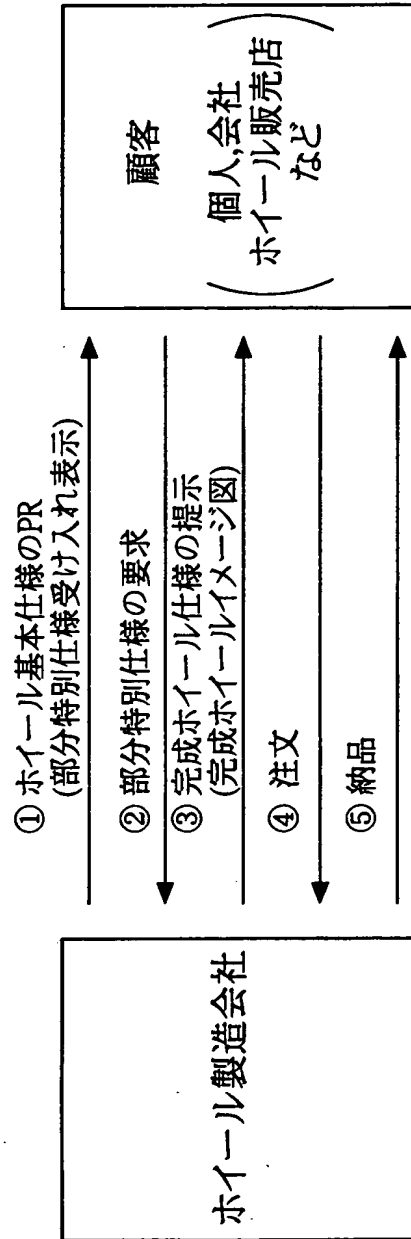 ホイール製造会社
① ホイール基本仕様のPR
(部分特別仕様受け入れ表示)
② 部分特別仕様の要求
③ 完成ホイール仕様の提示
(完成ホイールイメージ図)
④ 注文
⑤ 納品
顧客
(個人,会社
ホイール販売店
など)